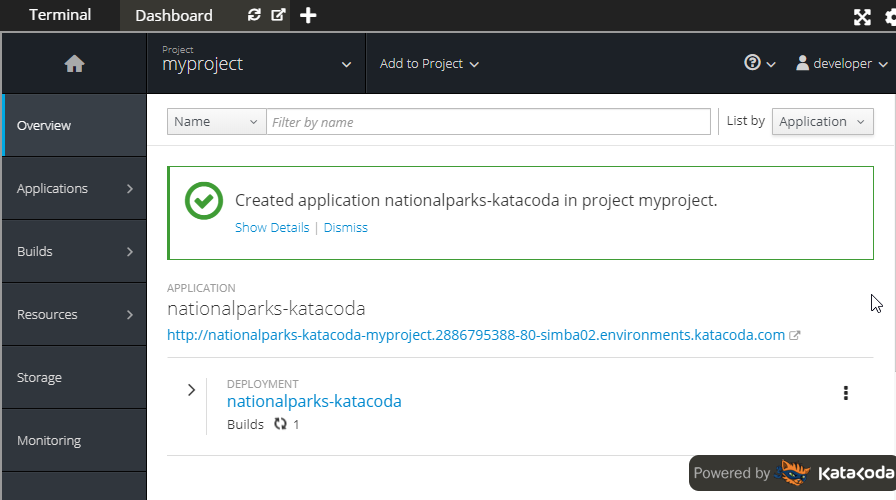 Terminal
Dashboard
Project
myproject
Add to Project
developer
Overview
Applications
Builds
Resources
Storage
Monitoring
Name
Filter by name
List by
Application
Created application nationalparks-katacoda in project myproject.
Show Details | Dismiss
APPLICATION
nationalparks-katacoda
http://nationalparks-katacoda-myproject.2886795388-80-simba02.environments.katacoda.com
DEPLOYMENT
nationalparks-katacoda
Builds 1
Powered by Katacoda